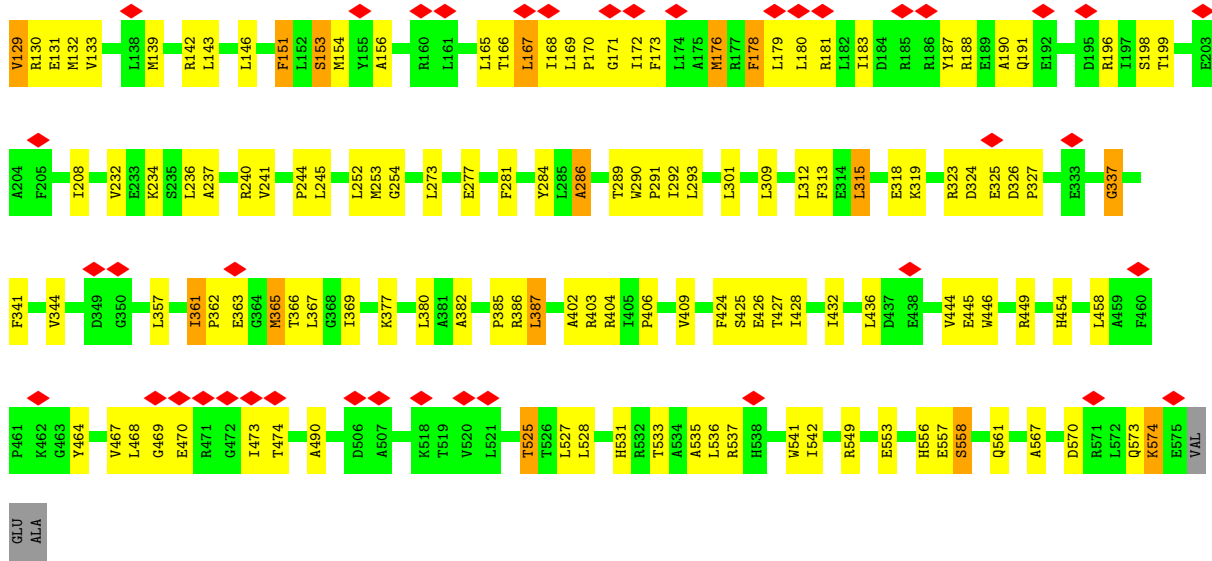 V129 R130 E131 M132 V133 L138 M139 R142 L143 L146 F151 L152 S153 M154 Y155 A156 R160 L161 L165 T166 L167 I168 L169 P170 G171 I172 F173 L174 A175 M176 R177 F178 L179 L180 R181 L182 I183 D184 R185 R186 Y187 R188 E189 A190 Q191 E192 D195 R196 I197 S198 T199 E203
A204 F205 I208 V232 E233 K234 S235 L236 A237 R240 V241 P244 L245 L252 M253 G254 L273 E277 F281 Y284 L285 A286 T289 W290 P291 I292 L293 L301 L309 L312 F313 E314 L315 E318 K319 R323 D324 E325 D326 P327 E333 G337
F341 V344 D349 G350 L357 I361 P362 E363 G364 M365 T366 L367 G368 I369 K377 L380 A381 A382 P385 R386 L387 A402 R403 R404 I405 P406 V409 F424 S425 E426 T427 I428 I432 L436 D437 E438 V444 E445 W446 R449 H454 L458 A459 F460
P461 K462 G463 Y464 V467 L468 G469 E470 R471 G472 I473 T474 A490 D506 A507 K518 T519 V520 L521 T525 T526 L527 L528 H531 R532 T533 A534 A535 L536 R537 H538 W541 I542 R549 E553 H556 E557 S558 Q561 A567 D570 R571 L572 Q573 K574 E575 VAL
GLU ALA